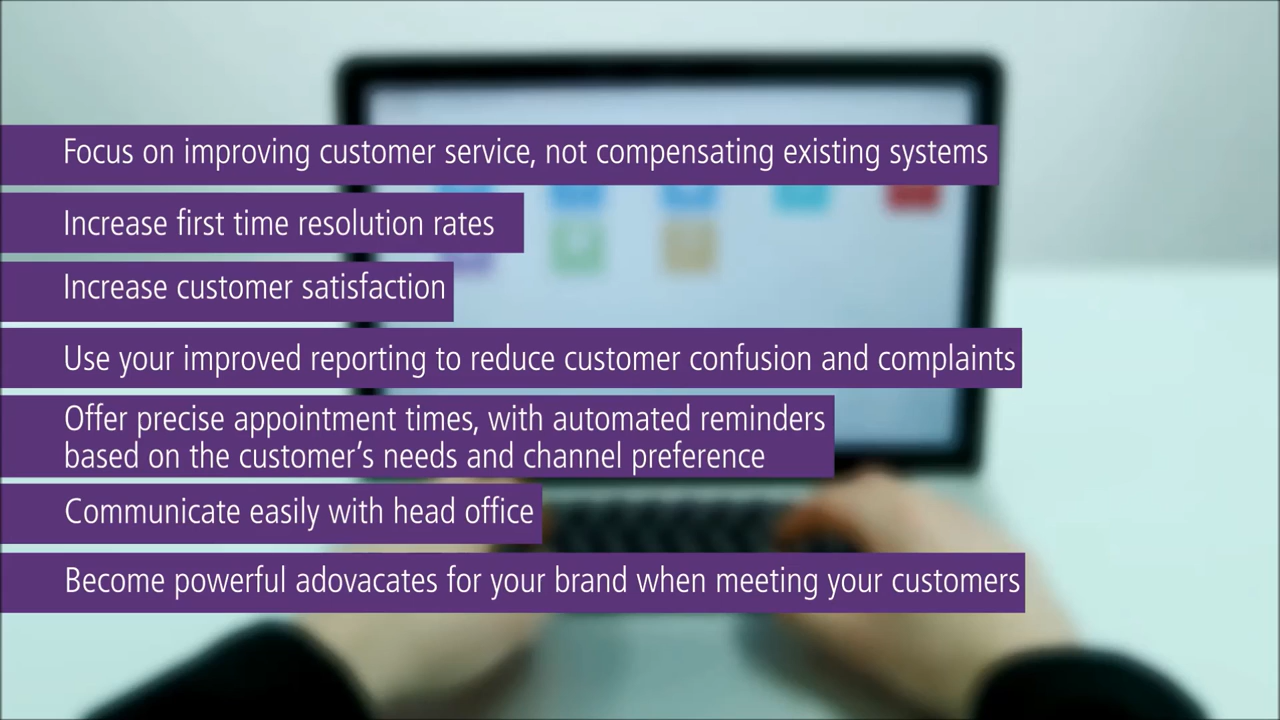 Focus on improving customer service, not compensating existing systems
Increase first time resolution rates
Increase customer satisfaction
Use your improved reporting to reduce customer confusion and complaints
Offer precise appointment times, with automated reminders
based on the customer’s needs and channel preference
Communicate easily with head office
Become powerful adovacates for your brand when meeting your customers